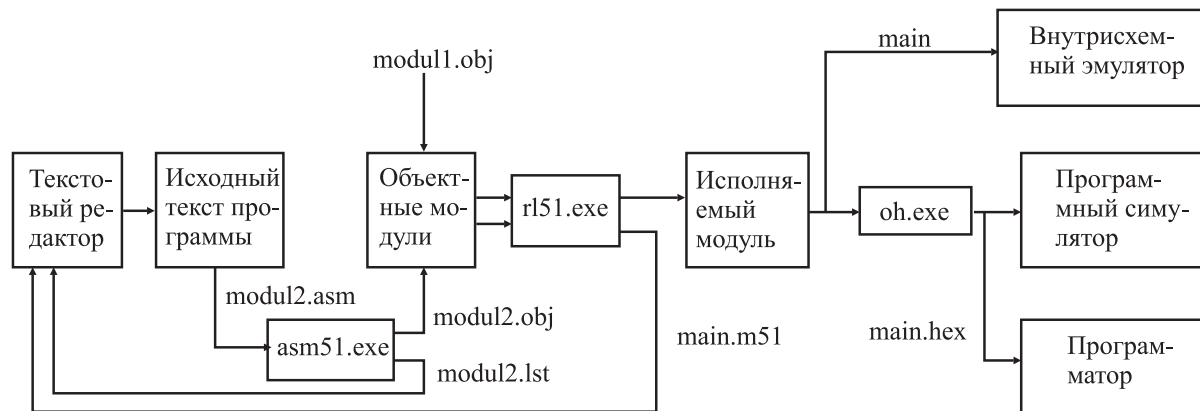 main
Внутрисхем-
ный эмулятор
modul1.obj
Тексто-
вый ре-
дактор
Исходный
текст про-
граммы
Объект-
ные мо-
дули
rl51.exe
Исполня-
емый
модуль
oh.exe
Програм-
мный симу-
лятор
modul2.asm
asm51.exe
modul2.obj
modul2.lst
main.m51
main.hex
Програм-
матор